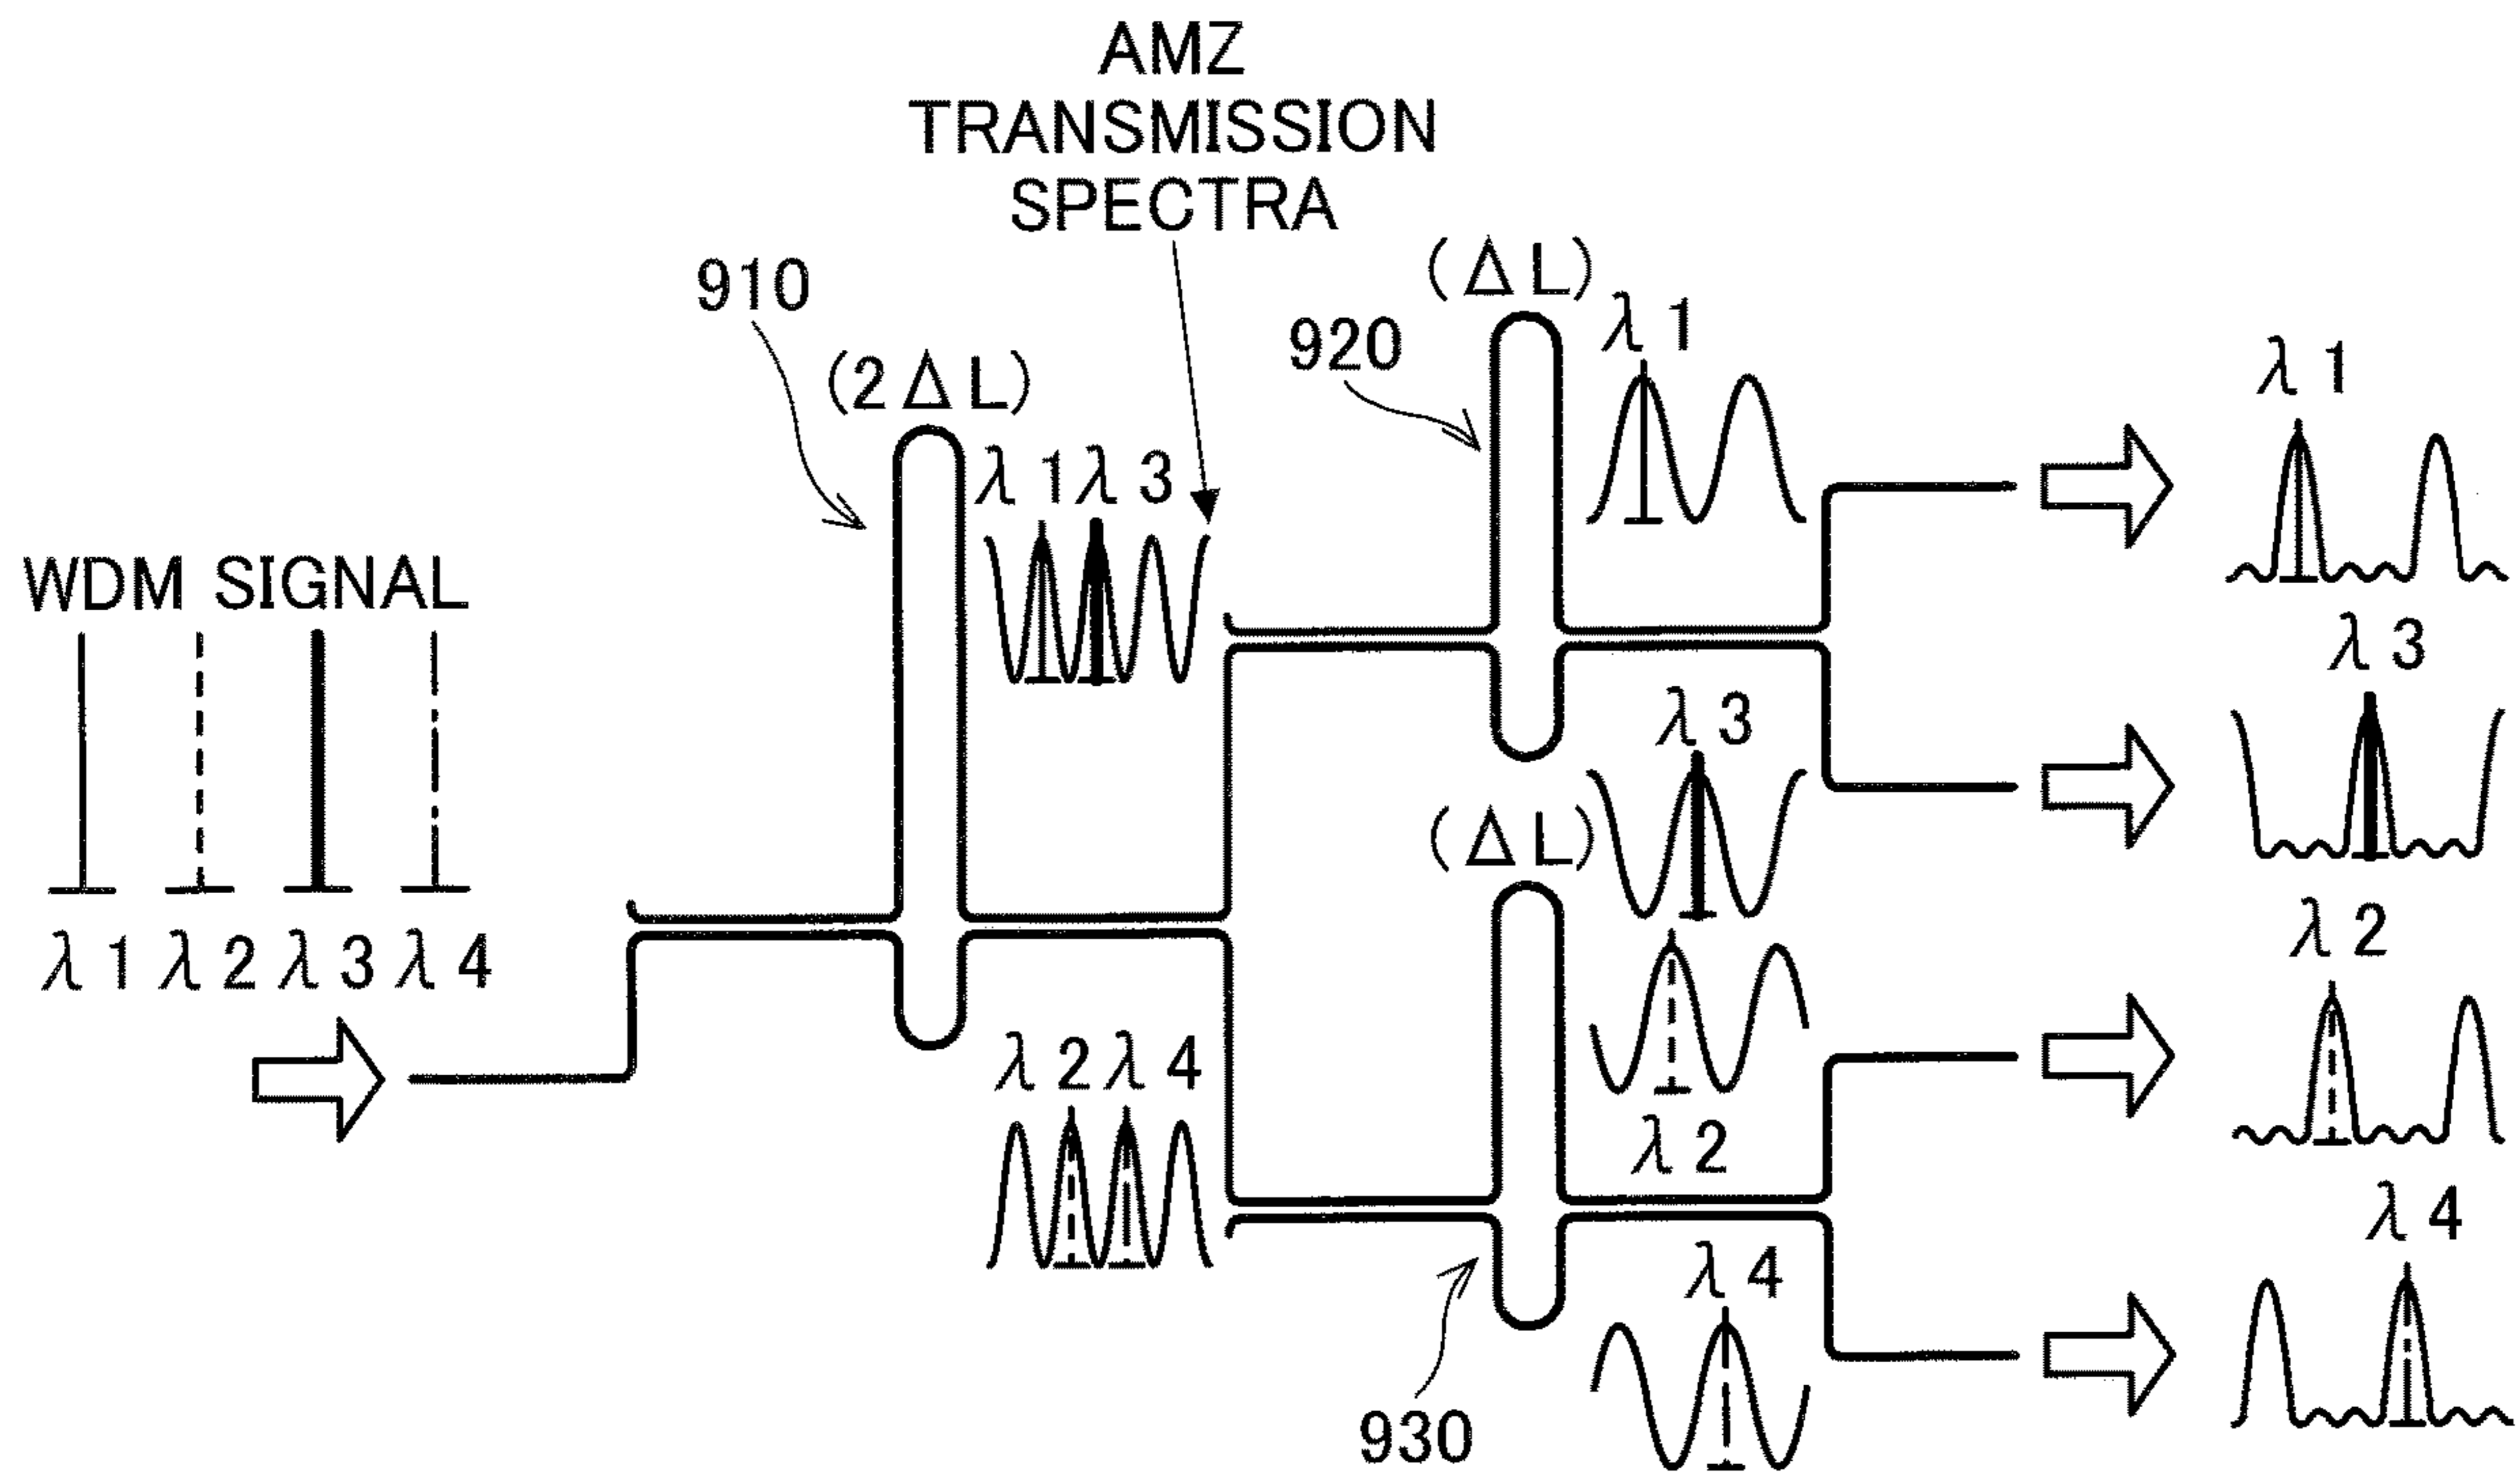 AMZ
TRANSMISSION
SPECTRA
910
(2ΔL)
920
(ΔL)
λ1
λ1
λ1λ3
λ3
WDM SIGNAL
λ1 λ2 λ3 λ4
λ3
(ΔL)
λ2
λ2λ4
λ2
λ4
λ4
930